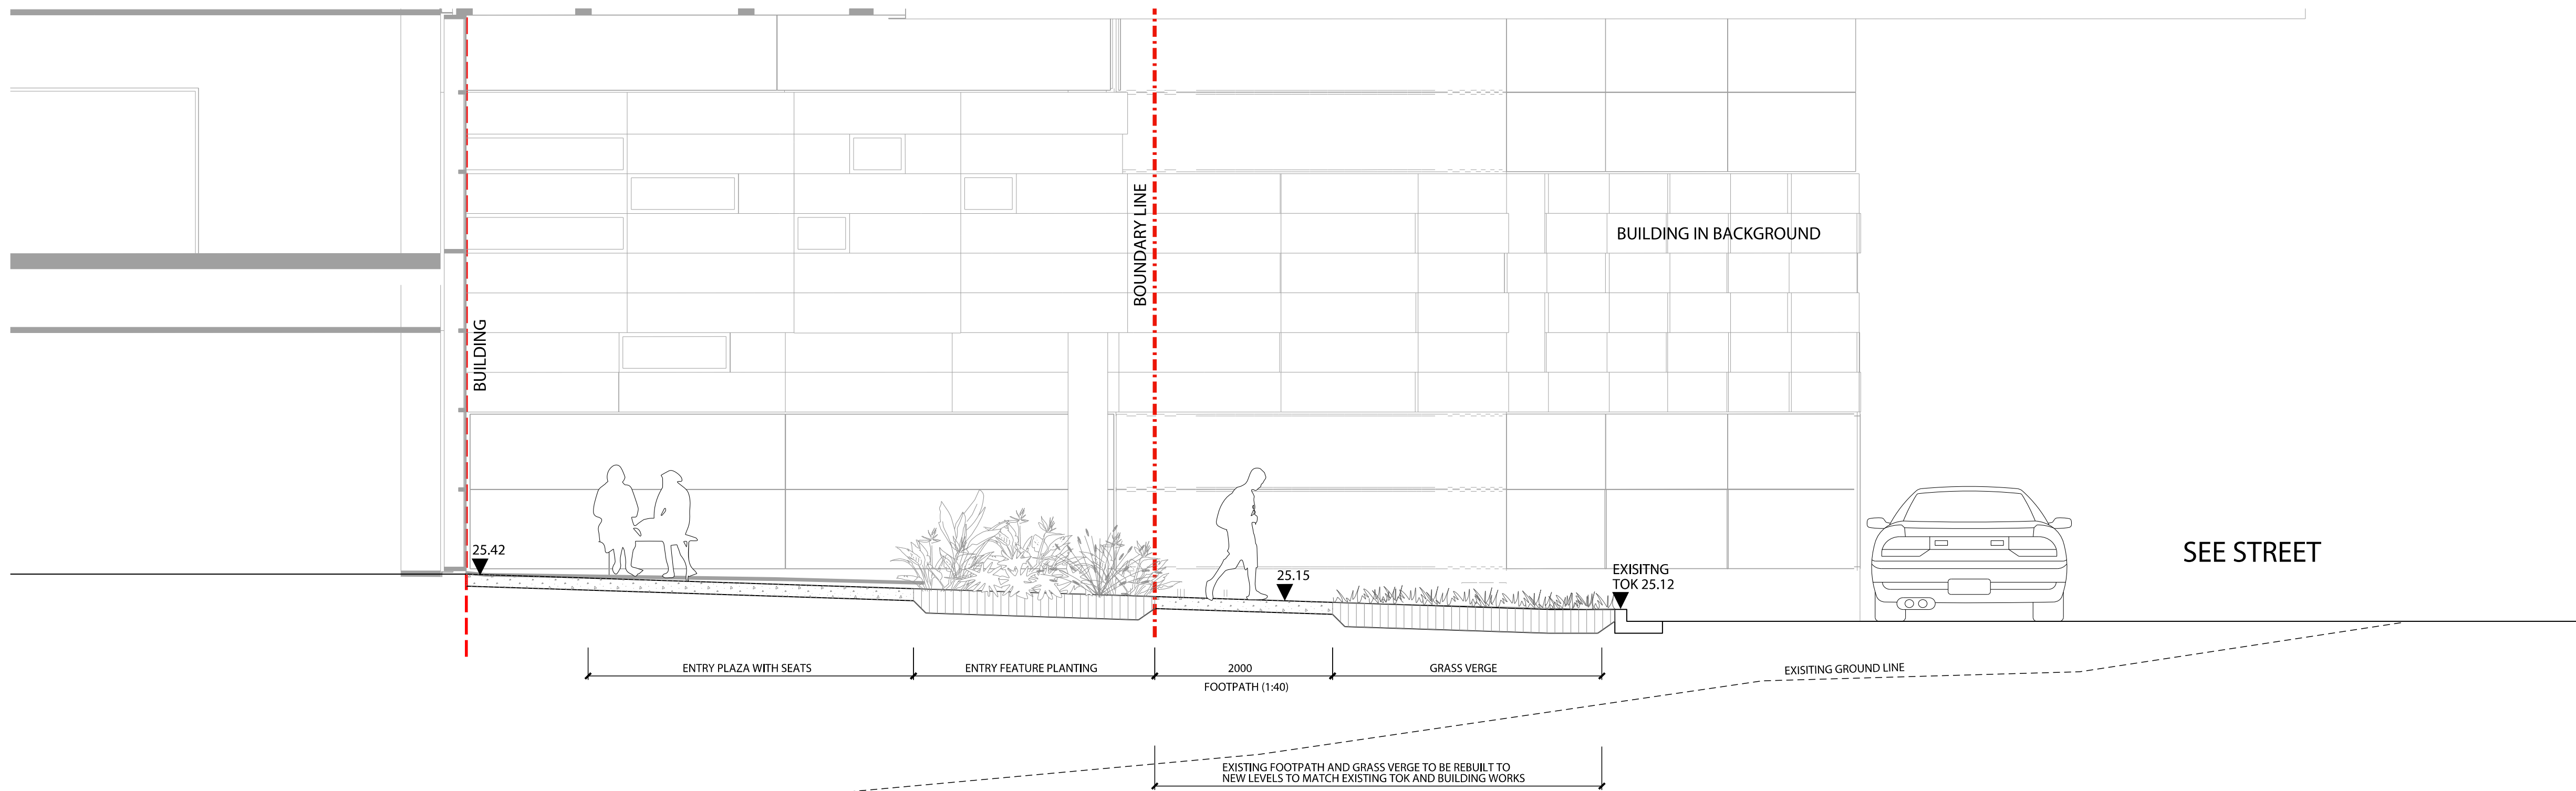 BOUNDARY LINE
BUILDING IN BACKGROUND
BUILDING
25.42
25.15
EXISITNG
TOK 25.12
SEE STREET
ENTRY PLAZA WITH SEATS
ENTRY FEATURE PLANTING
2000
FOOTPATH (1:40)
GRASS VERGE
EXISITING GROUND LINE
EXISTING FOOTPATH AND GRASS VERGE TO BE REBUILT TO
NEW LEVELS TO MATCH EXISTING TOK AND BUILDING WORKS